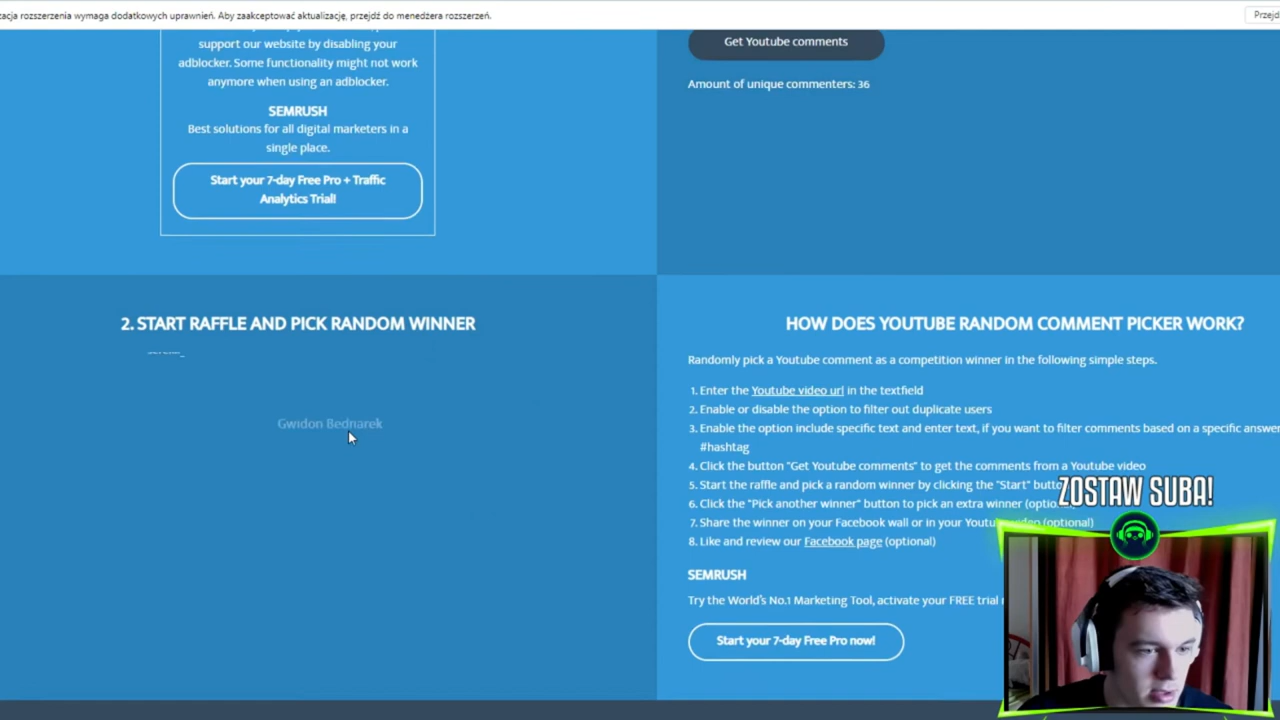 zacja rozszerzenia wymaga dodatkowych uprawnień. Aby zaakceptować aktualizację, przejdź do menedżera rozszerzeń.
Przejd
support our website by disabling your
adblocker. Some functionality might not work
anymore when using an adblocker.
SEMRUSH
Best solutions for all digital marketers in a
single place.
Start your 7-day Free Pro + Traffic
Analytics Trial!
Get Youtube comments
Amount of unique commenters: 36
2. START RAFFLE AND PICK RANDOM WINNER
Gwidon Bednarek
HOW DOES YOUTUBE RANDOM COMMENT PICKER WORK?
Randomly pick a Youtube comment as a competition winner in the following simple steps.
1. Enter the Youtube video url in the textfield
2. Enable or disable the option to filter out duplicate users
3. Enable the option include specific text and enter text, if you want to filter comments based on a specific answer
#hashtag
4. Click the button "Get Youtube comments" to get the comments from a Youtube video
5. Start the raffle and pick a random winner by clicking the "Start" butto
6. Click the "Pick another winner" button to pick an extra winner (optional)
7. Share the winner on your Facebook wall or in your Youtube video (optional)
8. Like and review our Facebook page (optional)
SEMRUSH
Try the World's No.1 Marketing Tool, activate your FREE trial
Start your 7-day Free Pro now!
ZOSTAW SUBA!